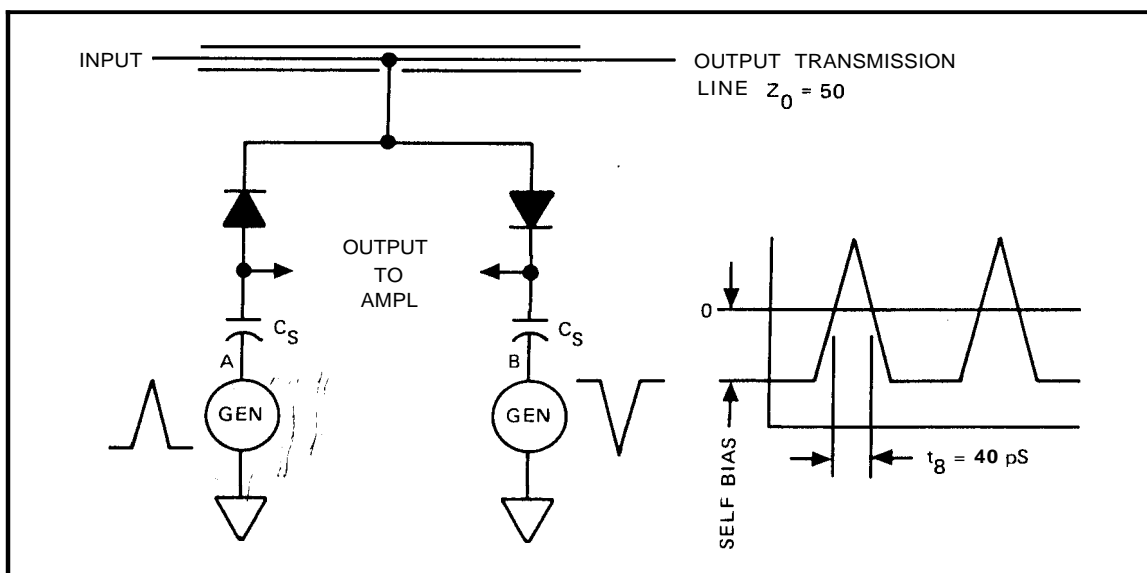 INPUT
OUTPUT TRANSMISSION
LINE Z0 = 50
OUTPUT
TO
AMPL
CS
CS
A
B
GEN
GEN
0
SELF BIAS
t8 = 40 pS